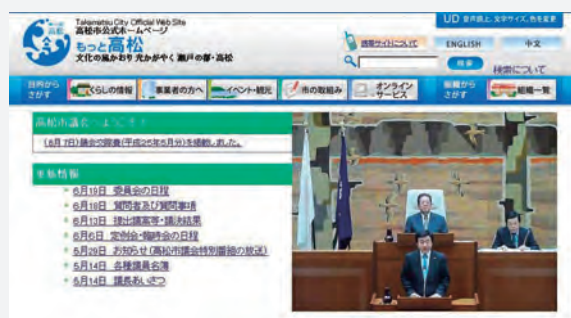 Takamatsu City Official Web Site
高松市公式ホームページ
もっと高松
文化の風かおり 光かがやく 瀬戸の都・高松
UD 音声読上、文字サイズ、色を変更
携帯サイトについて
ENGLISH
中文
検索
検索について
目的から
さがす
くらしの情報
事業者の方へ
イベント・観光
市の取組み
オンライン
サービス
組織から
さがす
組織一覧
高松市議会へようこそ!
(6月7日)議会交際費(平成25年5月分)を掲載しました。
新着情報
6月19日 委員会の日程
6月18日 質問者及び質問事項
6月13日 提出議案等・議決結果
6月6日 定例会・臨時会の日程
5月29日 お知らせ(高松市議会特別番組の放送)
5月14日 各種議員名簿
5月14日 議長あいさつ